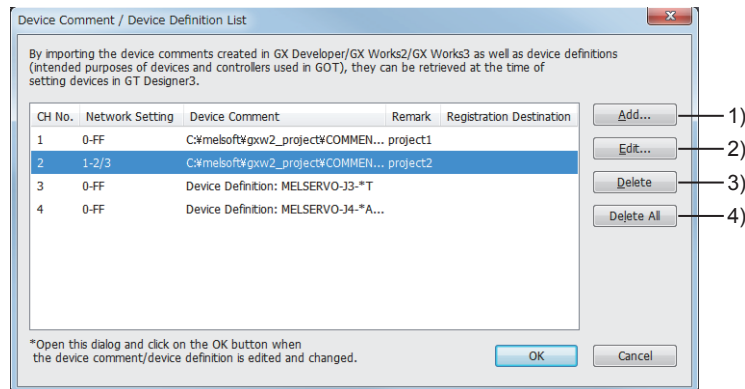 Device Comment / Device Definition List
By importing the device comments created in GX Developer/GX Works2/GX Works3 as well as device definitions
(intended purposes of devices and controllers used in GOT), they can be retrieved at the time of
setting devices in GT Designer3.
CH No. Network Setting Device Comment Remark Registration Destination
1 0-FF C:¥melsoft¥gxw2_project¥COMMEN... project1
2 1-2/3 C:¥melsoft¥gxw2_project¥COMMEN... project2
3 0-FF Device Definition: MELSERVO-J3-*T
4 0-FF Device Definition: MELSERVO-J4-*A...
Add... 1)
Edit... 2)
Delete 3)
Delete All 4)
*Open this dialog and click on the OK button when
the device comment/device definition is edited and changed.
OK Cancel